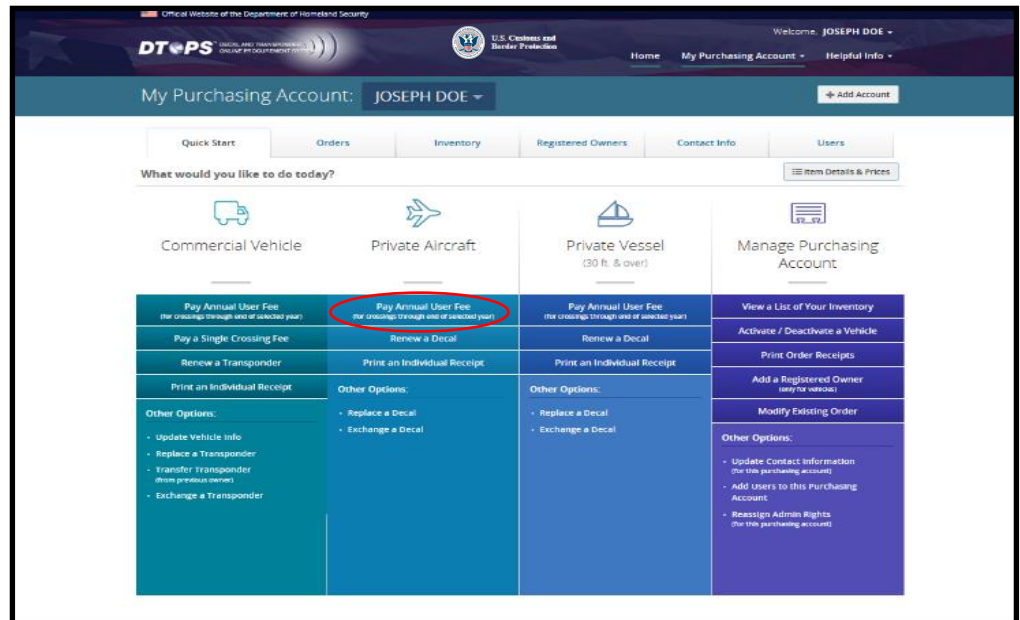 Official Website of the Department of Homeland Security
DTOPS DECAL AND TRANSPONDER
ONLINE PROCUREMENT SYSTEM
U.S. Customs and
Border Protection
Welcome, JOSEPH DOE
Home My Purchasing Account Helpful Info
My Purchasing Account: JOSEPH DOE
+ Add Account
Quick Start Orders Inventory Registered Owners Contact Info Users
What would you like to do today?
Item Details & Prices
Commercial Vehicle
Pay Annual User Fee
(for crossings through end of selected year)
Pay a Single Crossing Fee
Renew a Transponder
Print an Individual Receipt
Other Options:
- Update Vehicle Info
- Replace a Transponder
- Transfer Transponder
(from previous owner)
- Exchange a Transponder
Private Aircraft
Pay Annual User Fee
(for crossings through end of selected year)
Renew a Decal
Print an Individual Receipt
Other Options:
- Replace a Decal
- Exchange a Decal
Private Vessel
(30 ft. & over)
Pay Annual User Fee
(for crossings through end of selected year)
Renew a Decal
Print an Individual Receipt
Other Options:
- Replace a Decal
- Exchange a Decal
Manage Purchasing
Account
View a List of Your Inventory
Activate / Deactivate a Vehicle
Print Order Receipts
Add a Registered Owner
(only for vehicles)
Modify Existing Order
Other Options:
- Update Contact Information
(for this purchasing account)
- Add Users to this Purchasing
Account
- Reassign Admin Rights
(for this purchasing account)